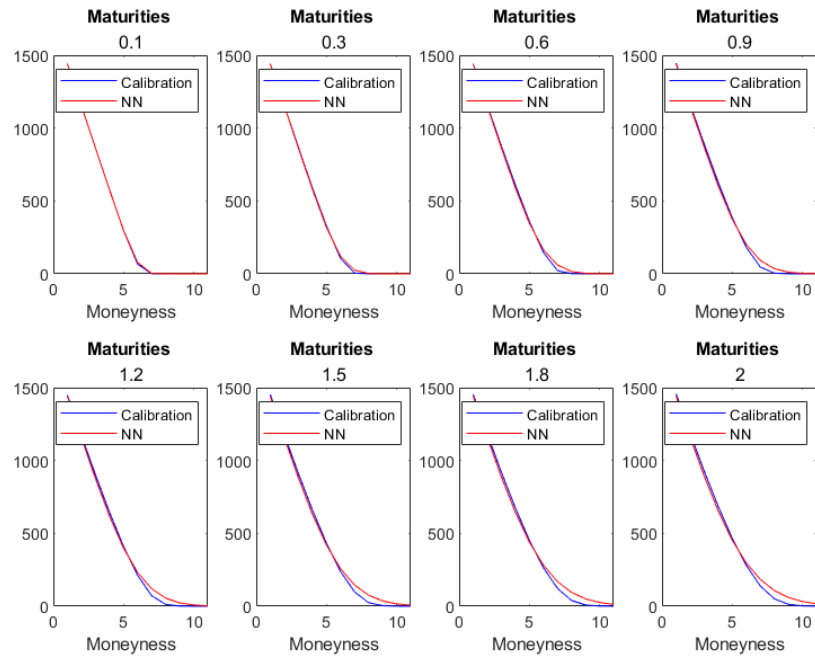 Maturities
0.1
1500
1000
500
0
Calibration
NN
0 5 10
Moneyness
Maturities
0.3
1500
1000
500
0
Calibration
NN
0 5 10
Moneyness
Maturities
0.6
1500
1000
500
0
Calibration
NN
0 5 10
Moneyness
Maturities
0.9
1500
1000
500
0
Calibration
NN
0 5 10
Moneyness
Maturities
1.2
1500
1000
500
0
Calibration
NN
0 5 10
Moneyness
Maturities
1.5
1500
1000
500
0
Calibration
NN
0 5 10
Moneyness
Maturities
1.8
1500
1000
500
0
Calibration
NN
0 5 10
Moneyness
Maturities
2
1500
1000
500
0
Calibration
NN
0 5 10
Moneyness